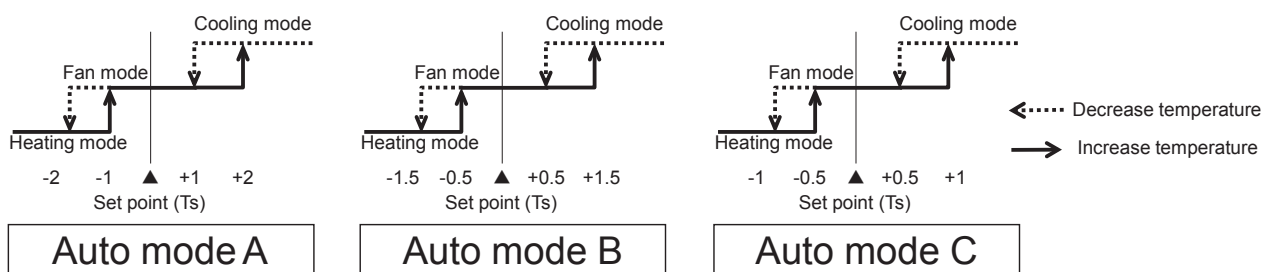 Cooling mode
Fan mode
Heating mode
-2 -1 ▲ +1 +2
Set point (Ts)
Auto mode A
Cooling mode
Fan mode
Heating mode
-1.5 -0.5 ▲ +0.5 +1.5
Set point (Ts)
Auto mode B
Cooling mode
Fan mode
Heating mode
-1 -0.5 ▲ +0.5 +1
Set point (Ts)
Auto mode C
Decrease temperature
Increase temperature